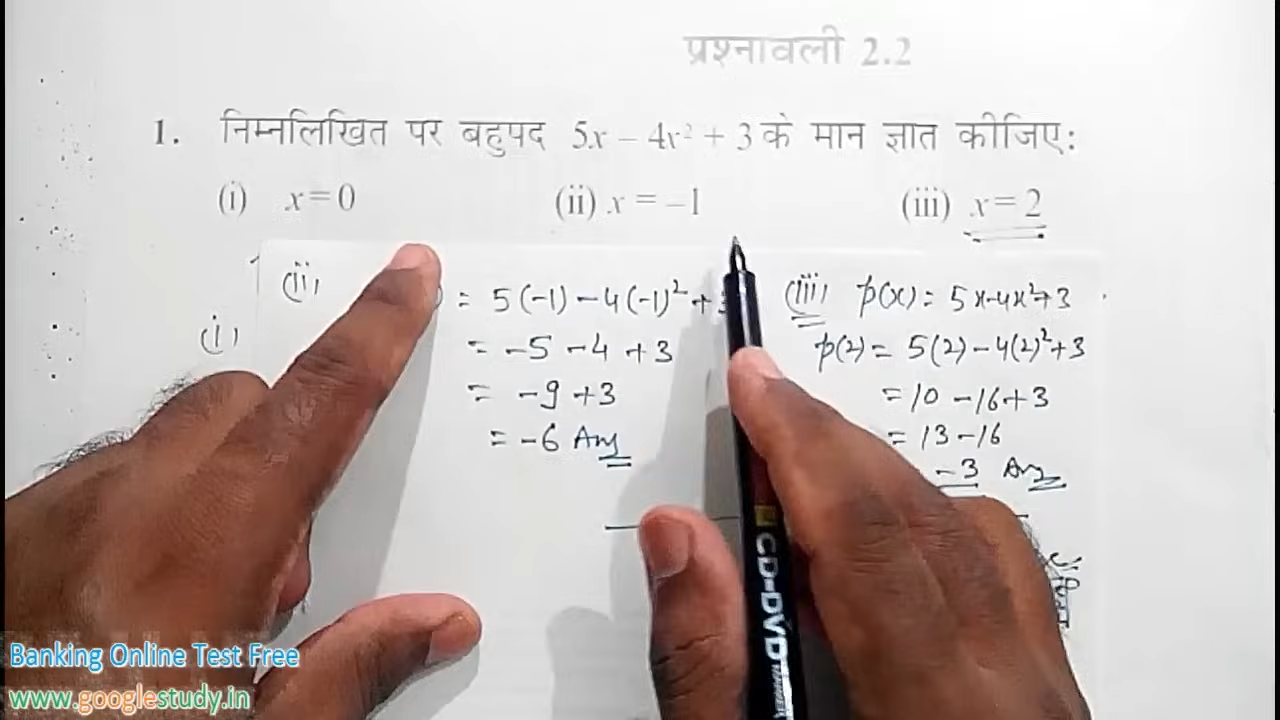 प्रश्नावली 2.2
1. निम्नलिखित पर बहुपद 5x – 4x² + 3 के मान ज्ञात कीजिए:
(i) x = 0 (ii) x = –1 (iii) x = 2
(i)
(ii) = 5(-1) - 4(-1)² + 3
= -5 - 4 + 3
= -9 + 3
= -6 Ans
(iii) p(x) = 5x - 4x² + 3
p(2) = 5(2) - 4(2)² + 3
= 10 - 16 + 3
= 13 - 16
-3 Ans
CD-DVD
MARKER
Banking Online Test Free
www.googlestudy.in